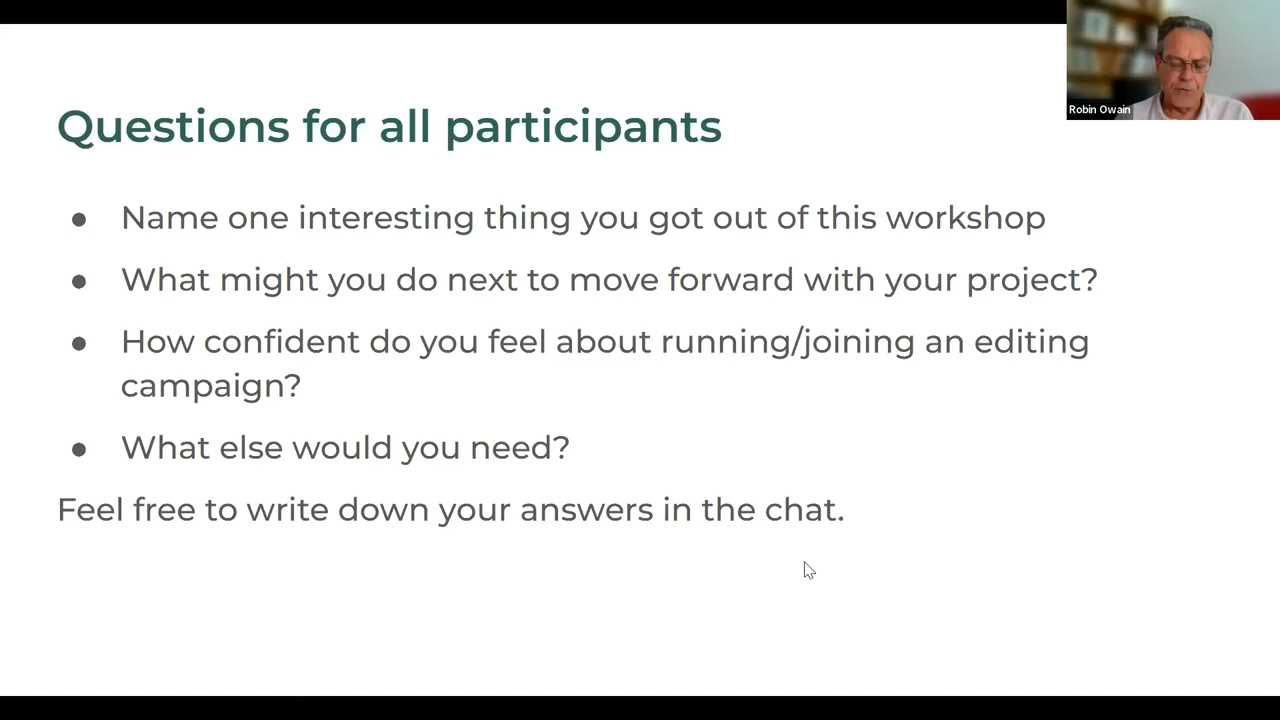 Robin Owain
Questions for all participants
● Name one interesting thing you got out of this workshop
● What might you do next to move forward with your project?
● How confident do you feel about running/joining an editing
campaign?
● What else would you need?
Feel free to write down your answers in the chat.